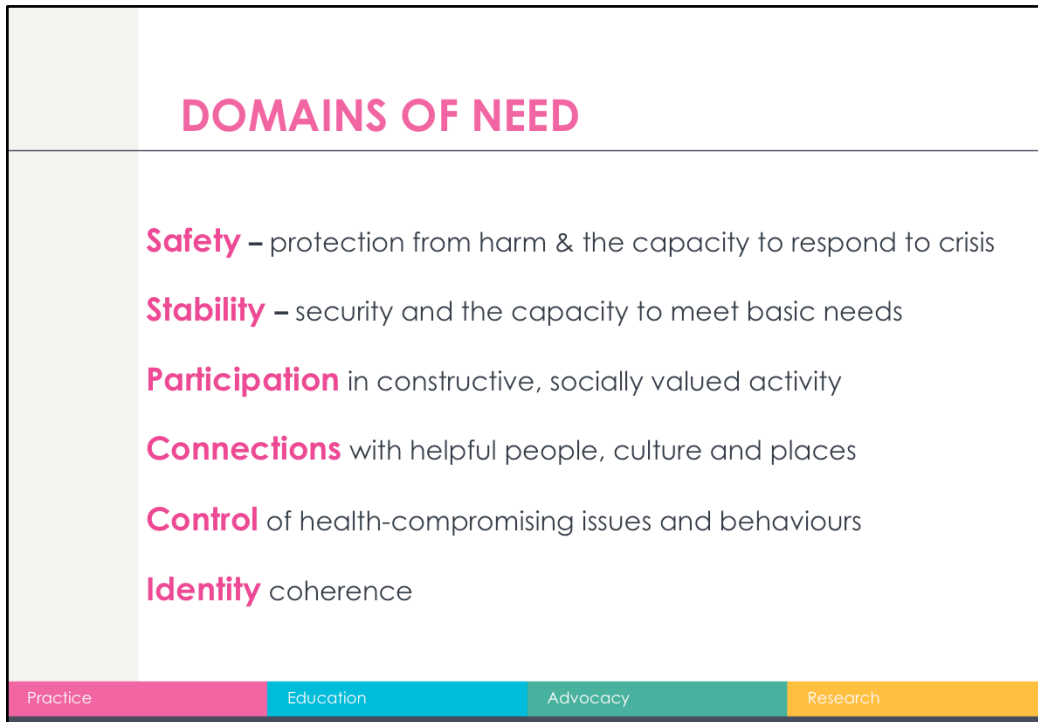 DOMAINS OF NEED
Safety – protection from harm & the capacity to respond to crisis
Stability – security and the capacity to meet basic needs
Participation in constructive, socially valued activity
Connections with helpful people, culture and places
Control of health-compromising issues and behaviours
Identity coherence
Practice Education Advocacy Research